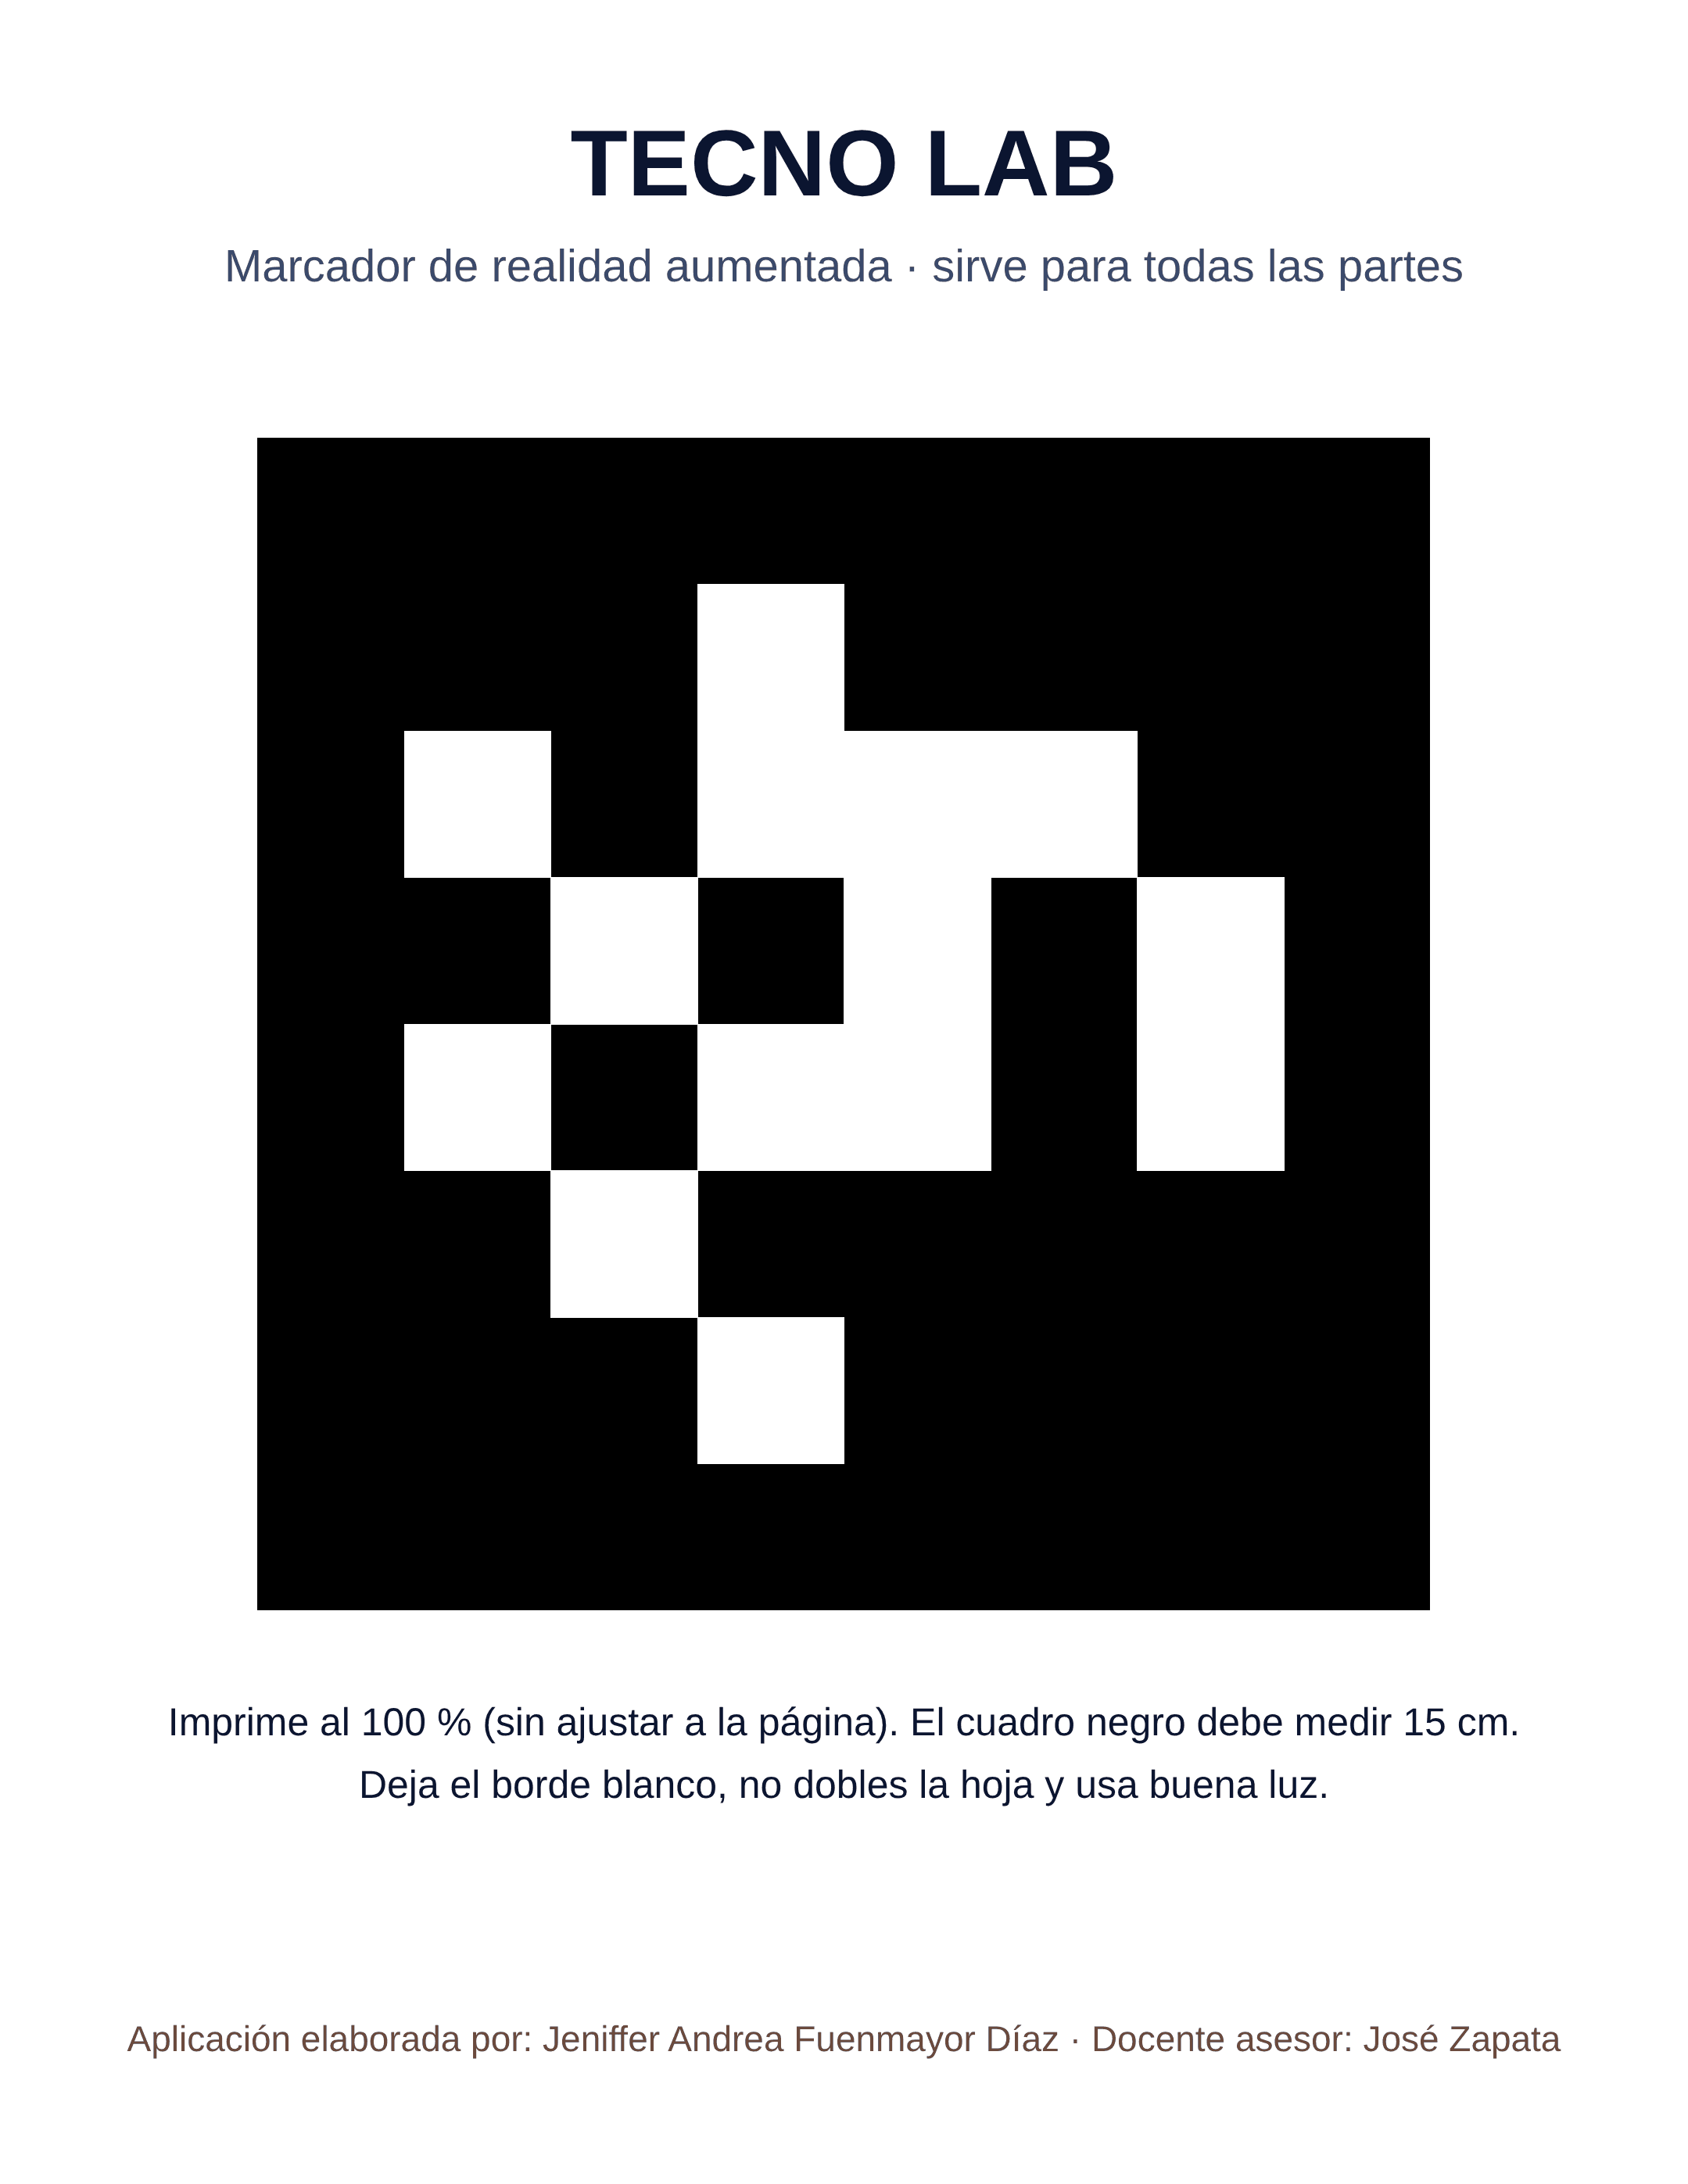 TECNO LAB
Marcador de realidad aumentada · sirve para todas las partes
Imprime al 100 % (sin ajustar a la página). El cuadro negro debe medir 15 cm.
Deja el borde blanco, no dobles la hoja y usa buena luz.
Aplicación elaborada por: Jeniffer Andrea Fuenmayor Díaz · Docente asesor: José Zapata